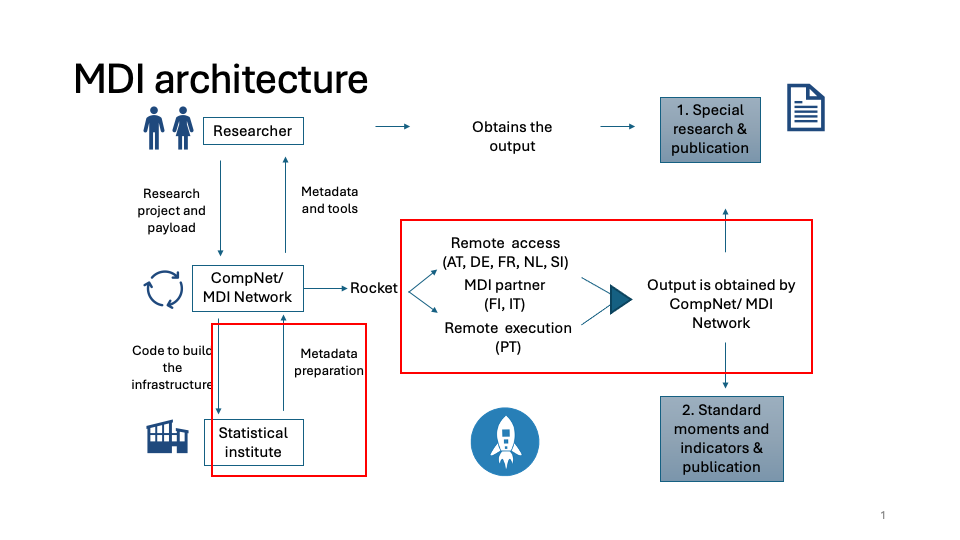 MDI architecture
Researcher
Obtains the
output
1. Special
research &
publication
Research
project and
payload
Metadata
and tools
CompNet/
MDI Network
Rocket
Remote access
(AT, DE, FR, NL, SI)
MDI partner
(FI, IT)
Remote execution
(PT)
Output is obtained by
CompNet/ MDI
Network
Code to build
the
infrastructure
Metadata
preparation
Statistical
institute
2. Standard
moments and
indicators &
publication
1